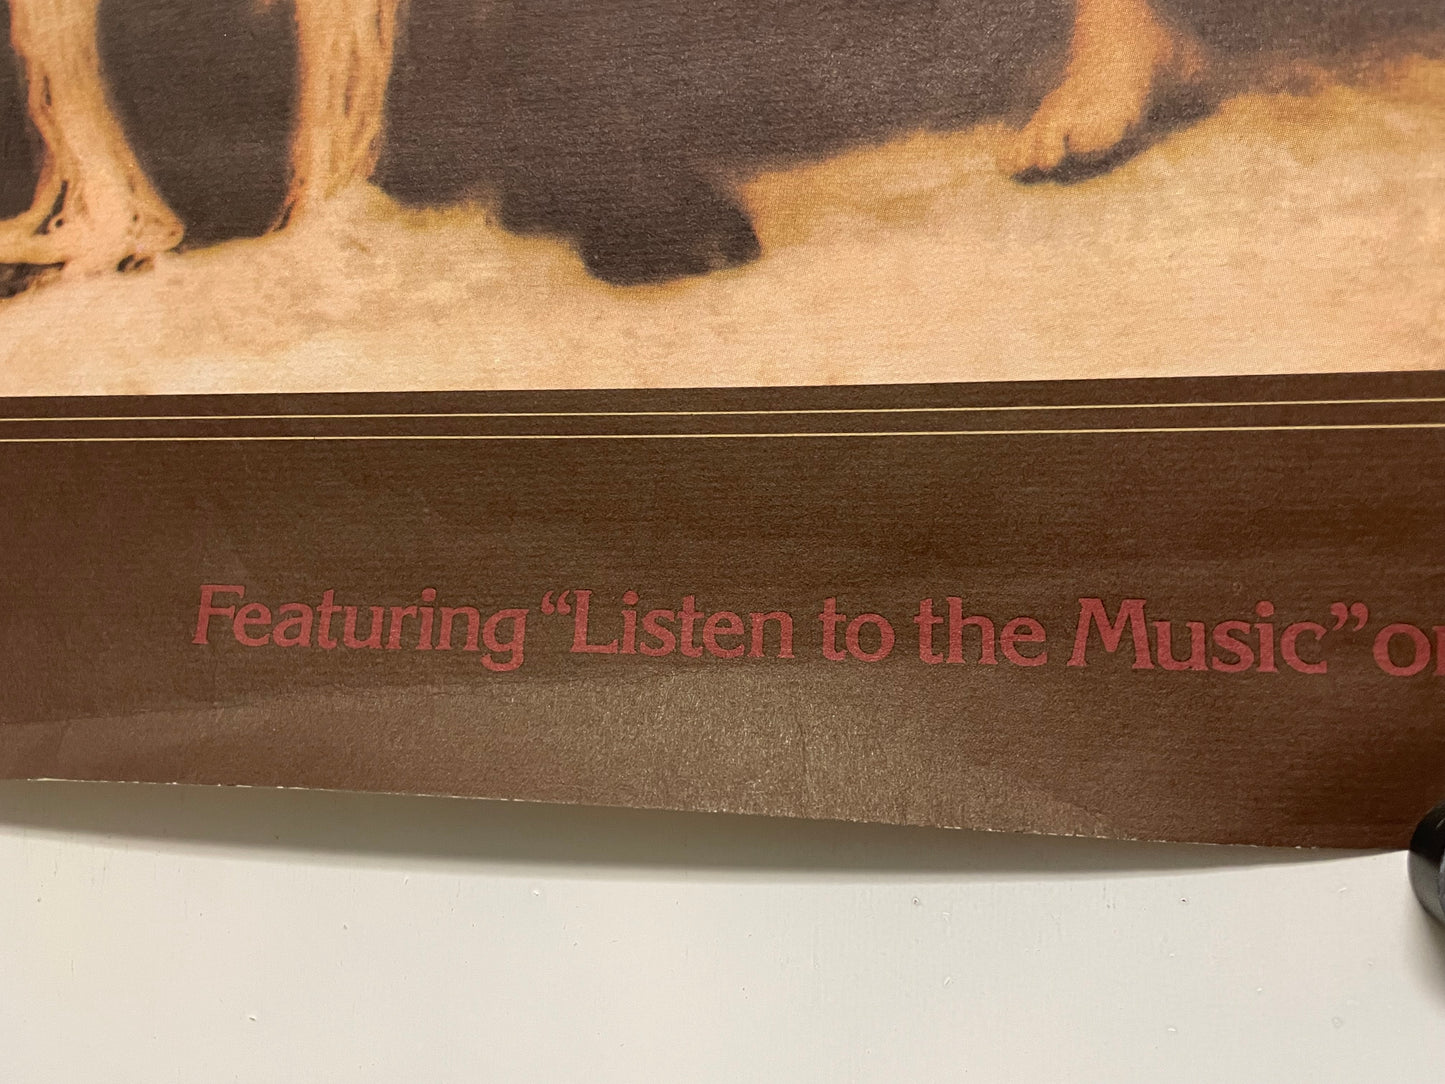 Featuring “Listen to the Music” o